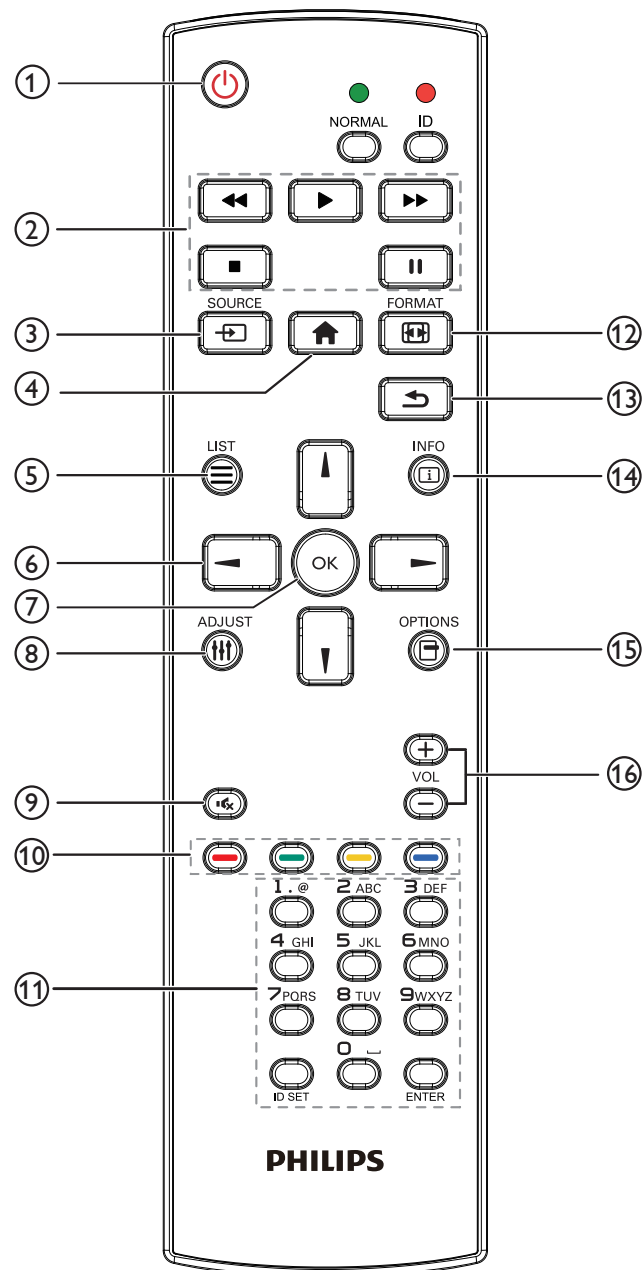 ①
NORMAL ID
②
SOURCE FORMAT
③ ⑫
④ ⑬
LIST INFO
⑤ i ⑭
⑥ OK
⑦
ADJUST OPTIONS
⑧ ⑮
+
VOL ⑯
⑨ −
⑩
1 . @ 2 ABC 3 DEF
4 GHI 5 JKL 6 MNO
⑪
7 PQRS 8 TUV 9 WXYZ
0 ⎵
ID SET ENTER
PHILIPS